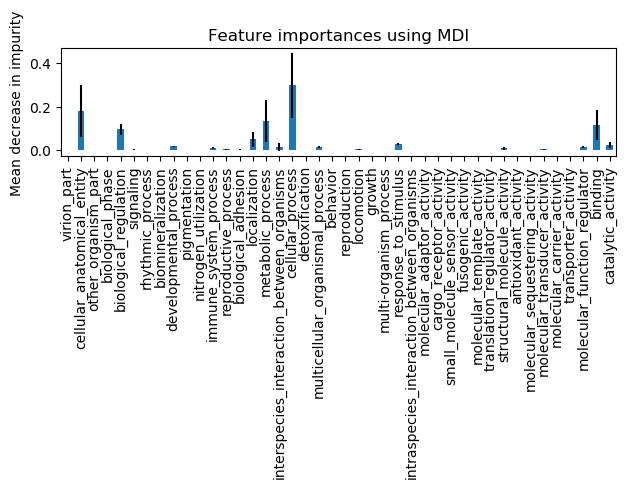 Feature importances using MDI
Mean decrease in impurity
0.4
0.2
0.0
virion_part
cellular_anatomical_entity
other_organism_part
biological_phase
biological_regulation
signaling
rhythmic_process
biomineralization
developmental_process
pigmentation
nitrogen_utilization
immune_system_process
reproductive_process
biological_adhesion
localization
metabolic_process
interspecies_interaction_between_organisms
cellular_process
detoxification
multicellular_organismal_process
behavior
reproduction
locomotion
growth
multi-organism_process
response_to_stimulus
intraspecies_interaction_between_organisms
molecular_adaptor_activity
cargo_receptor_activity
small_molecule_sensor_activity
fusogenic_activity
molecular_template_activity
translation_regulator_activity
structural_molecule_activity
antioxidant_activity
molecular_sequestering_activity
molecular_transducer_activity
molecular_carrier_activity
transporter_activity
molecular_function_regulator
binding
catalytic_activity